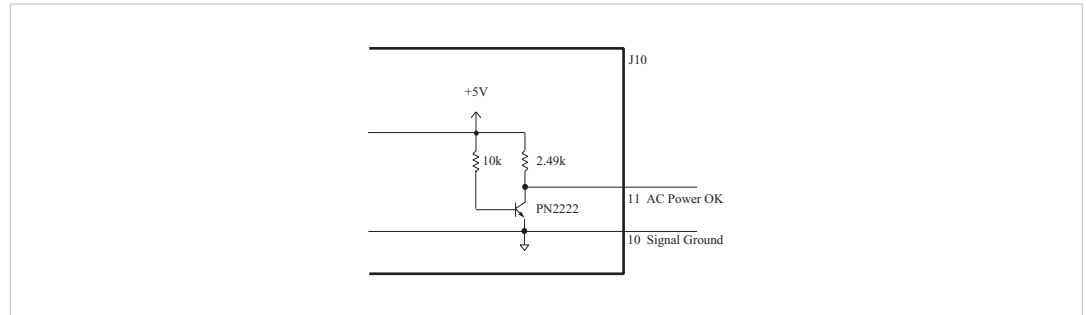 J10
+5V
10k
2.49k
11 AC Power OK
PN2222
10 Signal Ground